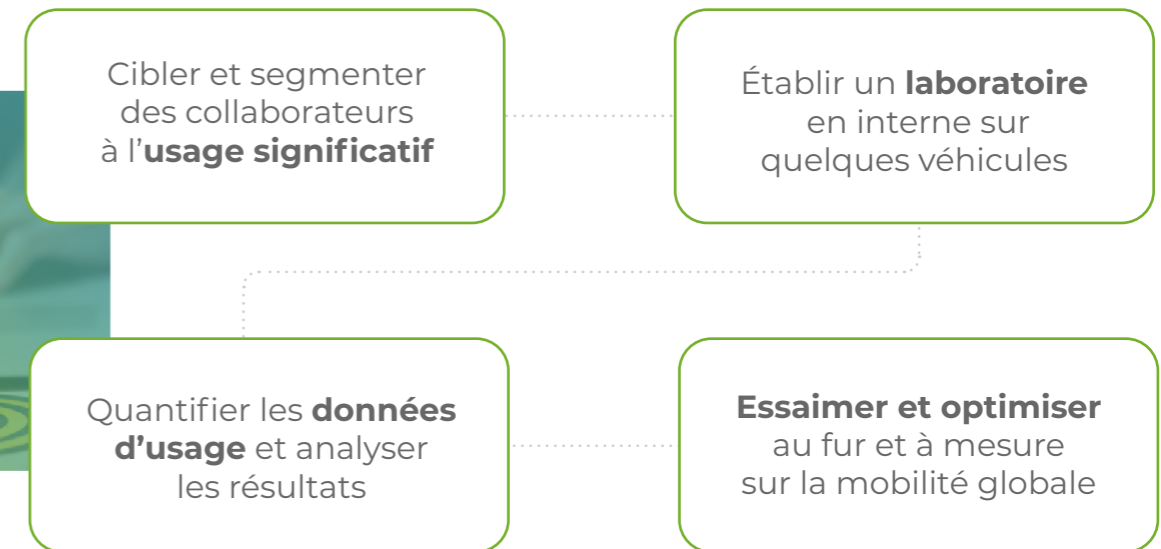 Cibler et segmenter
des collaborateurs
à l’usage significatif
Établir un laboratoire
en interne sur
quelques véhicules
Quantifier les données
d’usage et analyser
les résultats
Essaimer et optimiser
au fur et à mesure
sur la mobilité globale